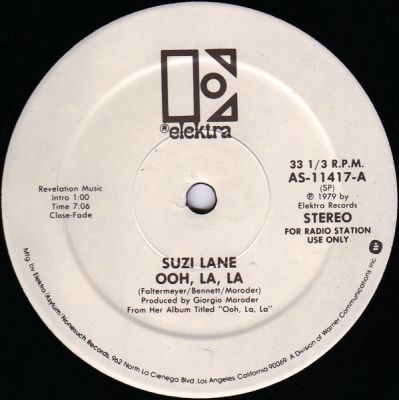 ® elektra
Revelation Music
Intro 1:00
Time 7:06
Close-Fade
33 1/3 R.P.M.
AS-11417-A
(SP)
℗ 1979 by
Elektra Records
STEREO
FOR RADIO STATION
USE ONLY
SUZI LANE
OOH, LA, LA
(Faltermeyer/Bennett/Moroder)
Produced by Giorgio Moroder
From Her Album Titled "Ooh, La, La"
Mfg. by Elektra/Asylum/Nonesuch Records, 962 North La Cienega Blvd. Los Angeles, California 90069 A Division of Warner Communications Inc.